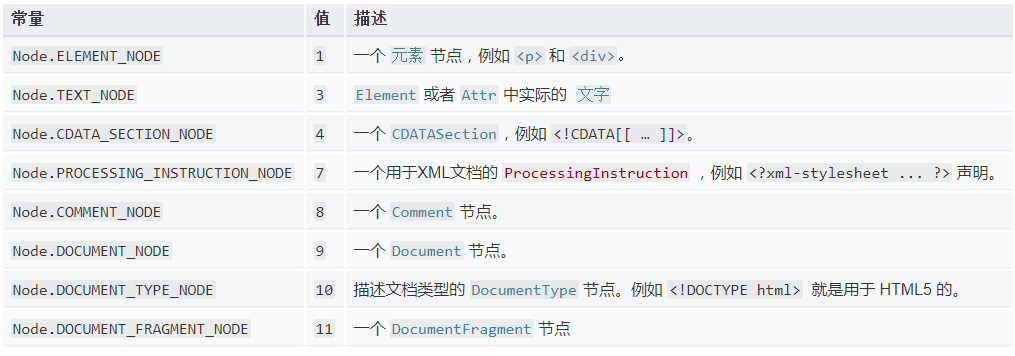 常量 值 描述
Node.ELEMENT_NODE 1 一个 元素 节点，例如 <p> 和 <div>。
Node.TEXT_NODE 3 Element 或者 Attr 中实际的 文字
Node.CDATA_SECTION_NODE 4 一个 CDATASection，例如 <!CDATA[[ … ]]>。
Node.PROCESSING_INSTRUCTION_NODE 7 一个用于XML文档的 ProcessingInstruction ，例如 <?xml-stylesheet ... ?> 声明。
Node.COMMENT_NODE 8 一个 Comment 节点。
Node.DOCUMENT_NODE 9 一个 Document 节点。
Node.DOCUMENT_TYPE_NODE 10 描述文档类型的 DocumentType 节点。例如 <!DOCTYPE html> 就是用于 HTML5 的。
Node.DOCUMENT_FRAGMENT_NODE 11 一个 DocumentFragment 节点